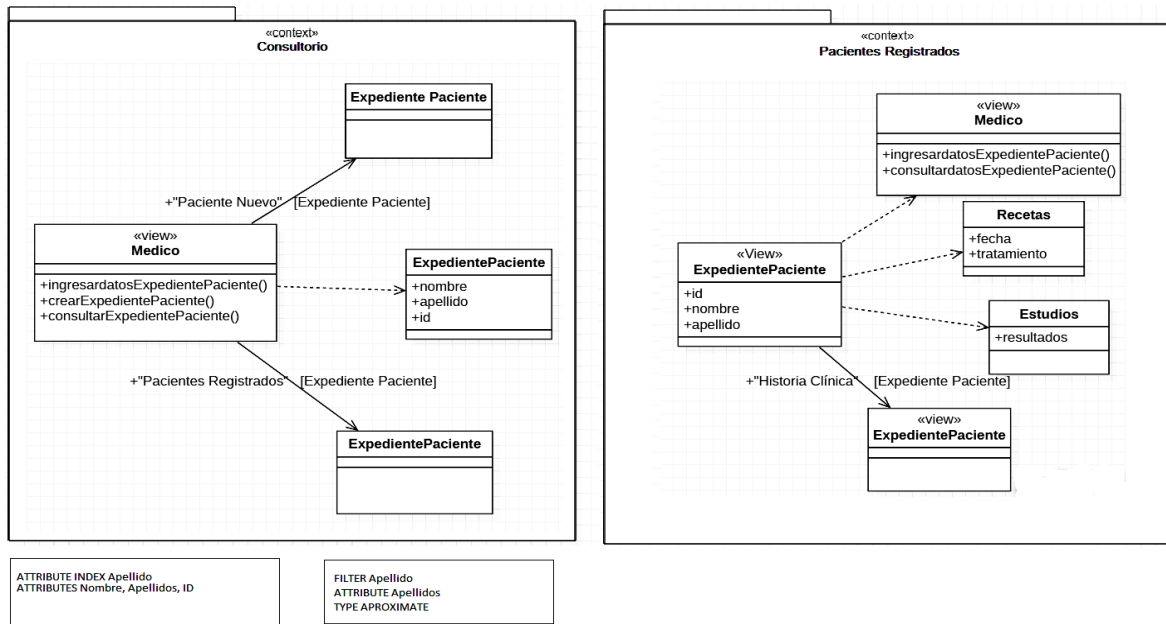 «context»
Consultorio
Expediente Paciente
+"Paciente Nuevo" [Expediente Paciente]
«view»
Medico
+ingresardatosExpedientePaciente()
+crearExpedientePaciente()
+consultarExpedientePaciente()
ExpedientePaciente
+nombre
+apellido
+id
+"Pacientes Registrados" [Expediente Paciente]
ExpedientePaciente
«context»
Pacientes Registrados
«view»
Medico
+ingresardatosExpedientePaciente()
+consultardatosExpedientePaciente()
Recetas
+fecha
+tratamiento
«View»
ExpedientePaciente
+id
+nombre
+apellido
Estudios
+resultados
+"Historia Clínica" [Expediente Paciente]
«view»
ExpedientePaciente
ATTRIBUTE INDEX Apellido
ATTRIBUTES Nombre, Apellidos, ID
FILTER Apellido
ATTRIBUTE Apellidos
TYPE APROXIMATE